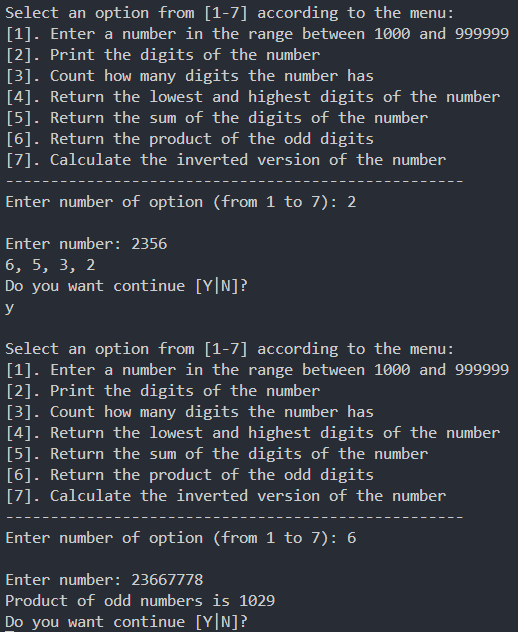 Select an option from [1-7] according to the menu:
[1]. Enter a number in the range between 1000 and 999999
[2]. Print the digits of the number
[3]. Count how many digits the number has
[4]. Return the lowest and highest digits of the number
[5]. Return the sum of the digits of the number
[6]. Return the product of the odd digits
[7]. Calculate the inverted version of the number
---------------------------------------------------
Enter number of option (from 1 to 7): 2
Enter number: 2356
6, 5, 3, 2
Do you want continue [Y|N]?
y
Select an option from [1-7] according to the menu:
[1]. Enter a number in the range between 1000 and 999999
[2]. Print the digits of the number
[3]. Count how many digits the number has
[4]. Return the lowest and highest digits of the number
[5]. Return the sum of the digits of the number
[6]. Return the product of the odd digits
[7]. Calculate the inverted version of the number
---------------------------------------------------
Enter number of option (from 1 to 7): 6
Enter number: 23667778
Product of odd numbers is 1029
Do you want continue [Y|N]?